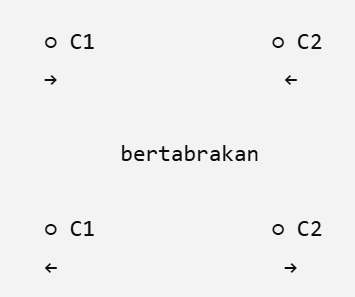 ○ C1 ○ C2
→ ←
bertabrakan
○ C1 ○ C2
← →